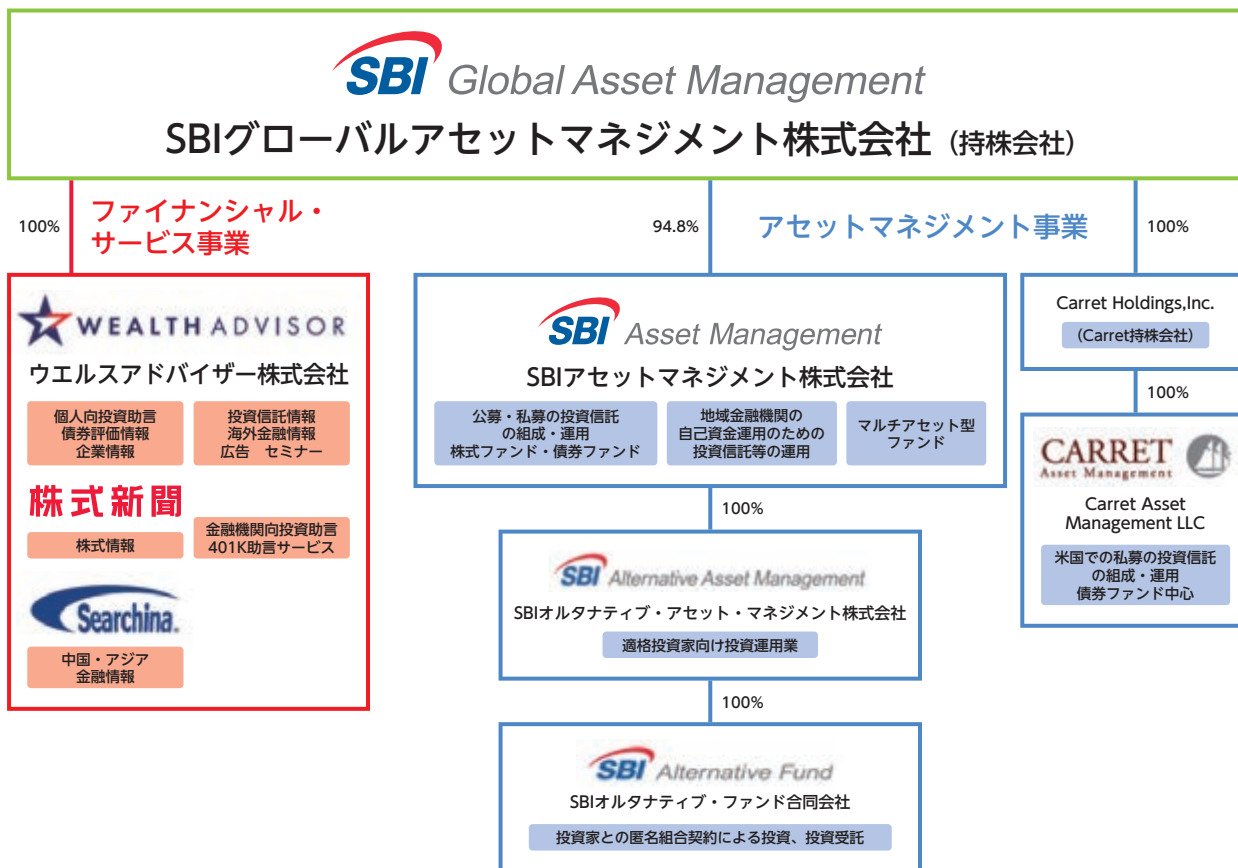 SBI Global Asset Management
SBIグローバルアセットマネジメント株式会社（持株会社）
100%
ファイナンシャル・
サービス事業
94.8%
アセットマネジメント事業
100%
WEALTH ADVISOR
ウエルスアドバイザー株式会社
個人向投資助言
債券評価情報
企業情報
投資信託情報
海外金融情報
広告　セミナー
株式新聞
株式情報
金融機関向投資助言
401K助言サービス
Searchina.
中国・アジア
金融情報
SBI Asset Management
SBIアセットマネジメント株式会社
公募・私募の投資信託
の組成・運用
株式ファンド・債券ファンド
地域金融機関の
自己資金運用のための
投資信託等の運用
マルチアセット型
ファンド
100%
SBI Alternative Asset Management
SBIオルタナティブ・アセット・マネジメント株式会社
適格投資家向け投資運用業
100%
SBI Alternative Fund
SBIオルタナティブ・ファンド合同会社
投資家との匿名組合契約による投資、投資受託
Carret Holdings,Inc.
（Carret持株会社）
100%
CARRET
Asset Management
Carret Asset
Management LLC
米国での私募の投資信託
の組成・運用
債券ファンド中心